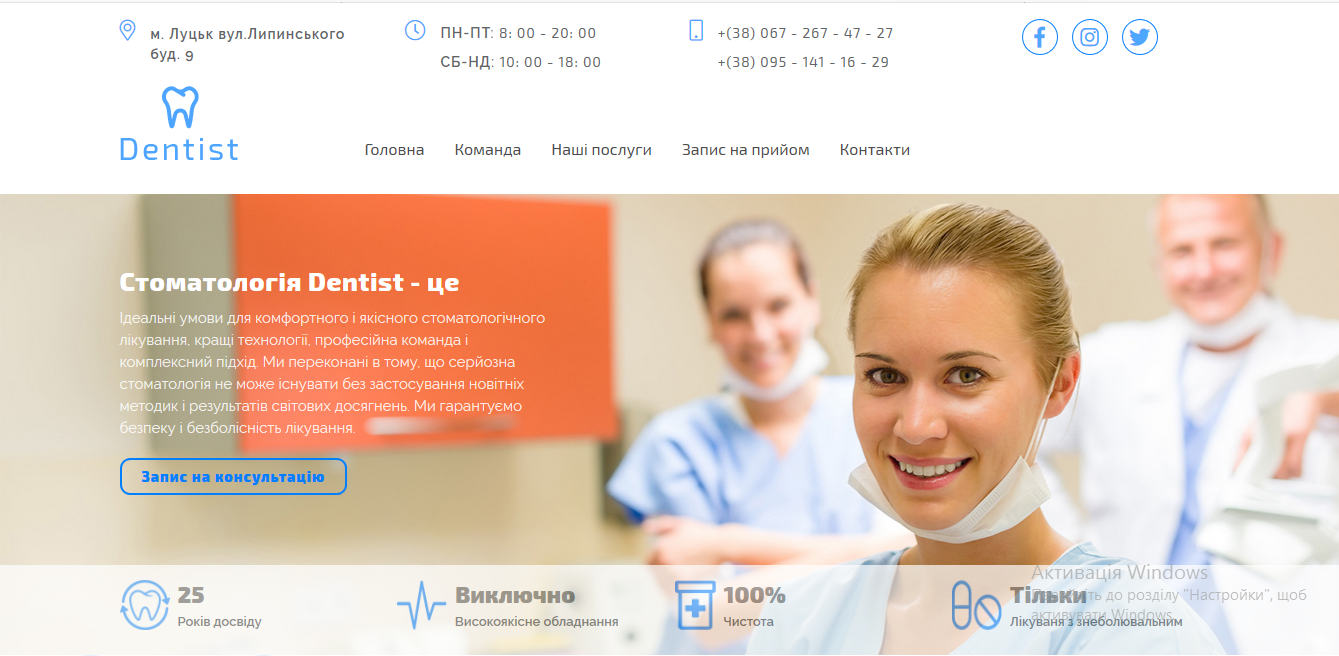 м. Луцьк вул.Липинського
буд. 9
ПН-ПТ: 8: 00 - 20: 00
СБ-НД: 10: 00 - 18: 00
+(38) 067 - 267 - 47 - 27
+(38) 095 - 141 - 16 - 29
Dentist
Головна Команда Наші послуги Запис на прийом Контакти
Стоматологія Dentist - це
Ідеальні умови для комфортного і якісного стоматологічного
лікування, кращі технології, професійна команда і
комплексний підхід. Ми переконані в тому, що серйозна
стоматологія не може існувати без застосування новітніх
методик і результатів світових досягнень. Ми гарантуємо
безпеку і безболісність лікування.
Запис на консультацію
25
Років досвіду
Виключно
Високоякісне обладнання
100%
Чистота
Тільки
Лікуваня з знеболювальним
Активація Windows
до розділу "Настройки", щоб
активувати Windows.